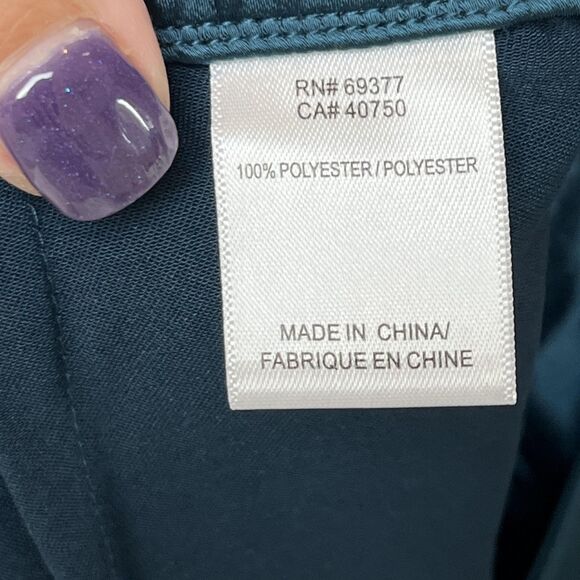 RN# 69377
CA# 40750
100% POLYESTER / POLYESTER
MADE IN CHINA/
FABRIQUE EN CHINE